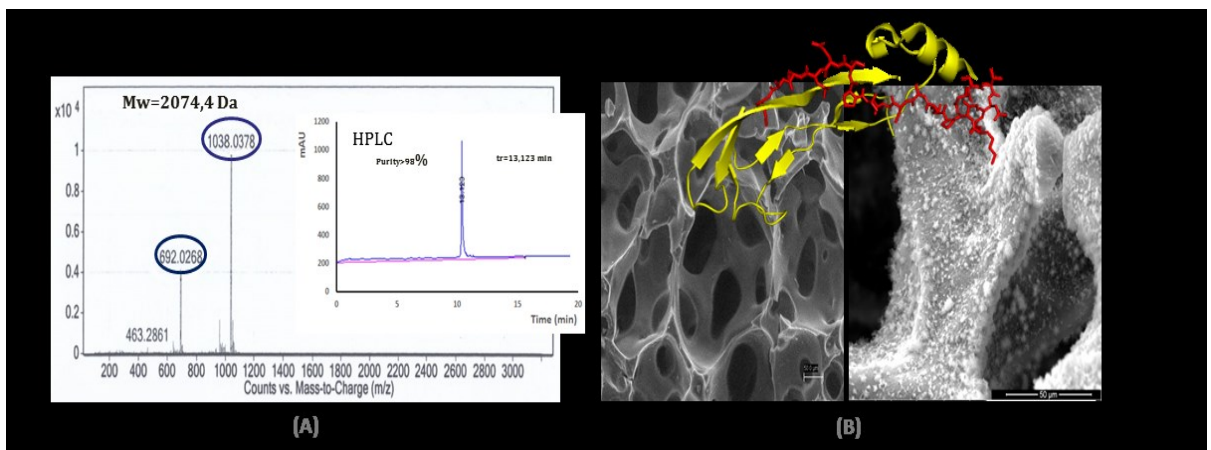 Mw=2074,4 Da
x10 4
1038.0378
692.0268
463.2861
1
0.8
0.6
0.4
0.2
0
200 400 600 800 1000 1200 1400 1600 1800 2000 2200 2400 2600 2800 3000
Counts vs. Mass-to-Charge (m/z)
HPLC
Purity>98%
tr=13,123 min
mAU
1200
1000
800
600
400
200
0
0 5 10 15 20
Time (min)
(A)
50 µm
(B)